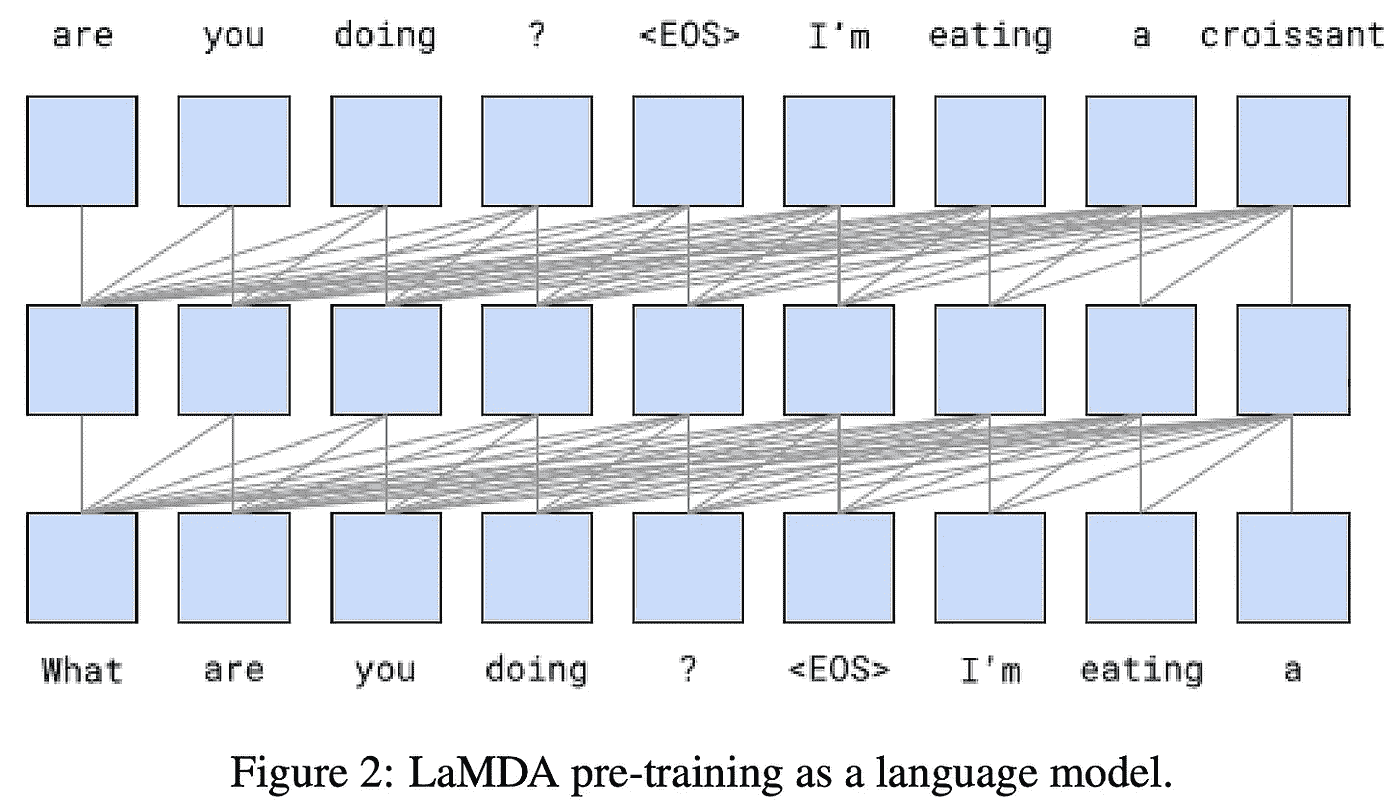 are you doing ? <EOS> I'm eating a croissant
What are you doing ? <EOS> I'm eating a
Figure 2: LaMDA pre-training as a language model.